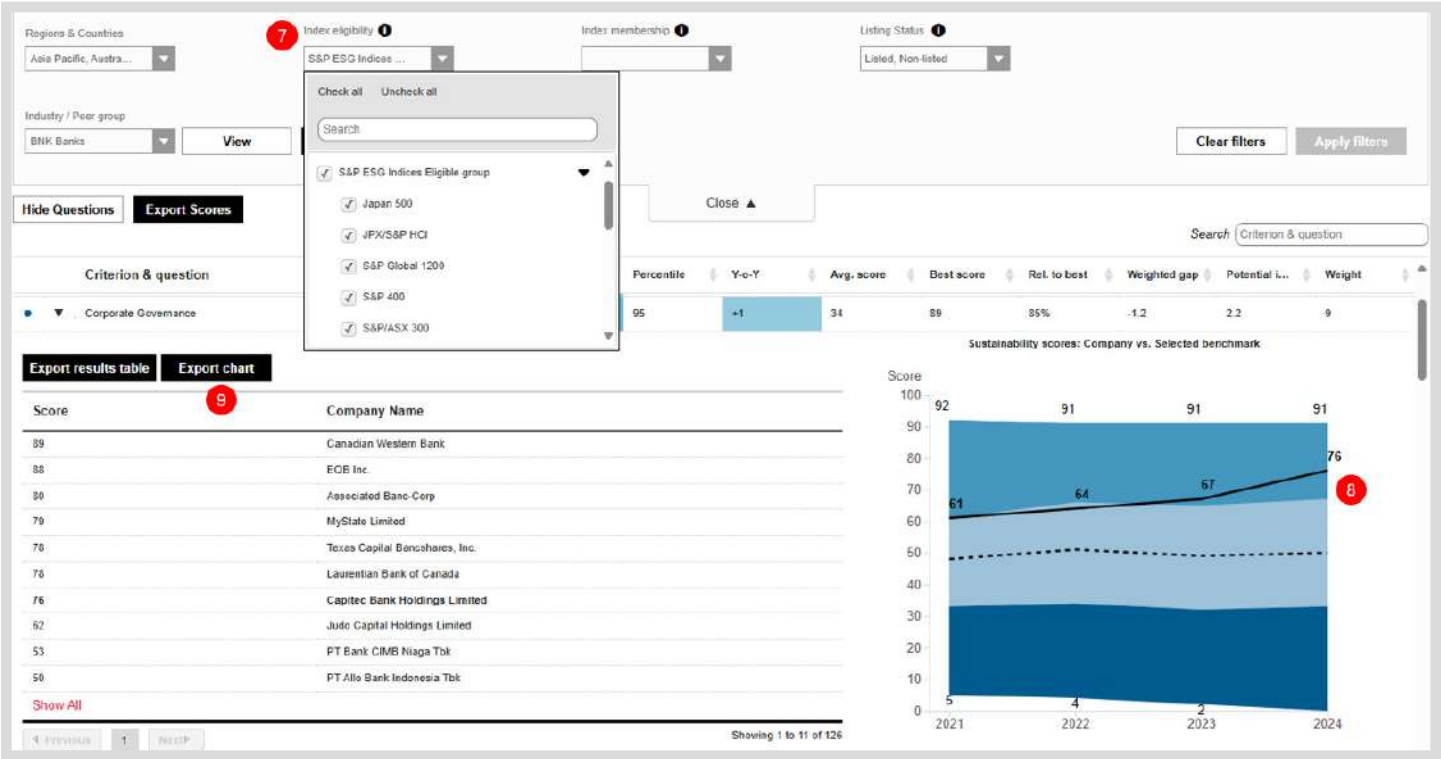 Regions & Countries
7
Index eligibility
Index membership
Listing Status
Asia Pacific, Austra...
S&P ESG Indices ...
Listed, Non-listed
Check all Uncheck all
Industry / Peer group
Search
BNK Banks
View
Clear filters
Apply filters
S&P ESG Indices Eligible group
Japan 500
JPX/S&P HCI
S&P Global 1200
S&P 400
S&P/ASX 300
Hide Questions
Export Scores
Close ▲
Search Criterion & question
Criterion & question Percentile Y-o-Y Avg. score Best score Rel. to best Weighted gap Potential i... Weight
Corporate Governance 95 +1 34 89 85% -1.2 2.2 9
Export results table
Export chart
9
Score Company Name
89 Canadian Western Bank
88 EQB Inc.
80 Associated Banc-Corp
79 MyState Limited
78 Texas Capital Bancshares, Inc.
78 Laurentian Bank of Canada
76 Capitec Bank Holdings Limited
62 Judo Capital Holdings Limited
53 PT Bank CIMB Niaga Tbk
50 PT Allo Bank Indonesia Tbk
Show All
Previous 1 Next
Showing 1 to 11 of 126
Sustainability scores: Company vs. Selected benchmark
Score
100
90
80
70
60
50
40
30
20
10
0
92 91 91 91
61 64 67 76
8
5 4 2
2021 2022 2023 2024